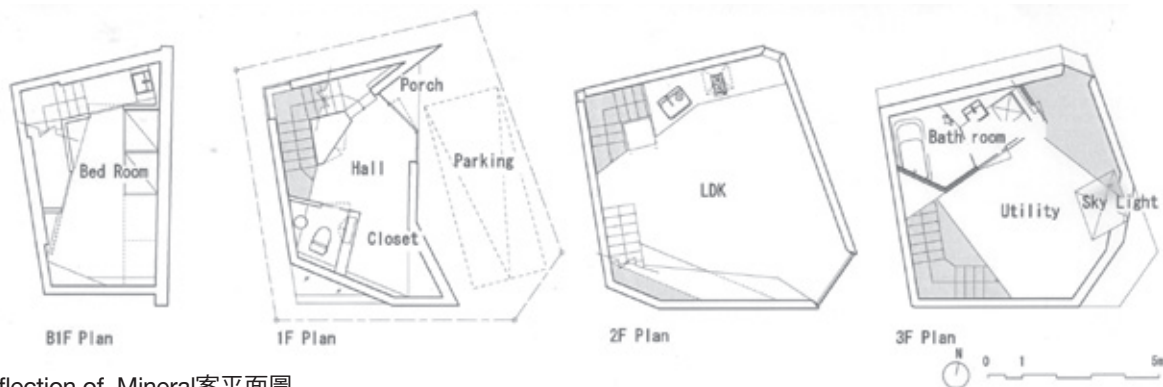 Bed Room
B1F Plan
Porch
Hall
Parking
Closet
1F Plan
LDK
2F Plan
Bath room
Utility
Sky Light
3F Plan
N
0 1 5m
flection of Mineral案平面圖